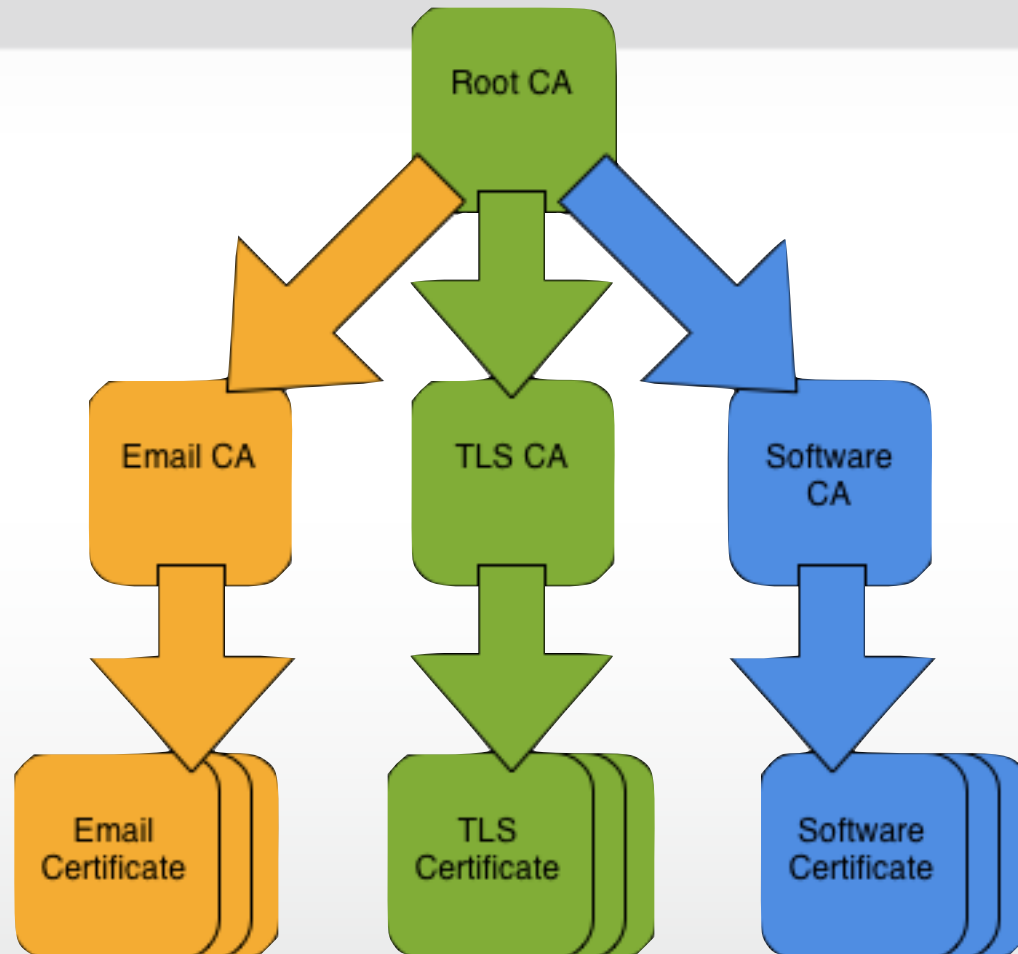 Root CA
Email CA
TLS CA
Software
CA
Email
Certificate
TLS
Certificate
Software
Certificate